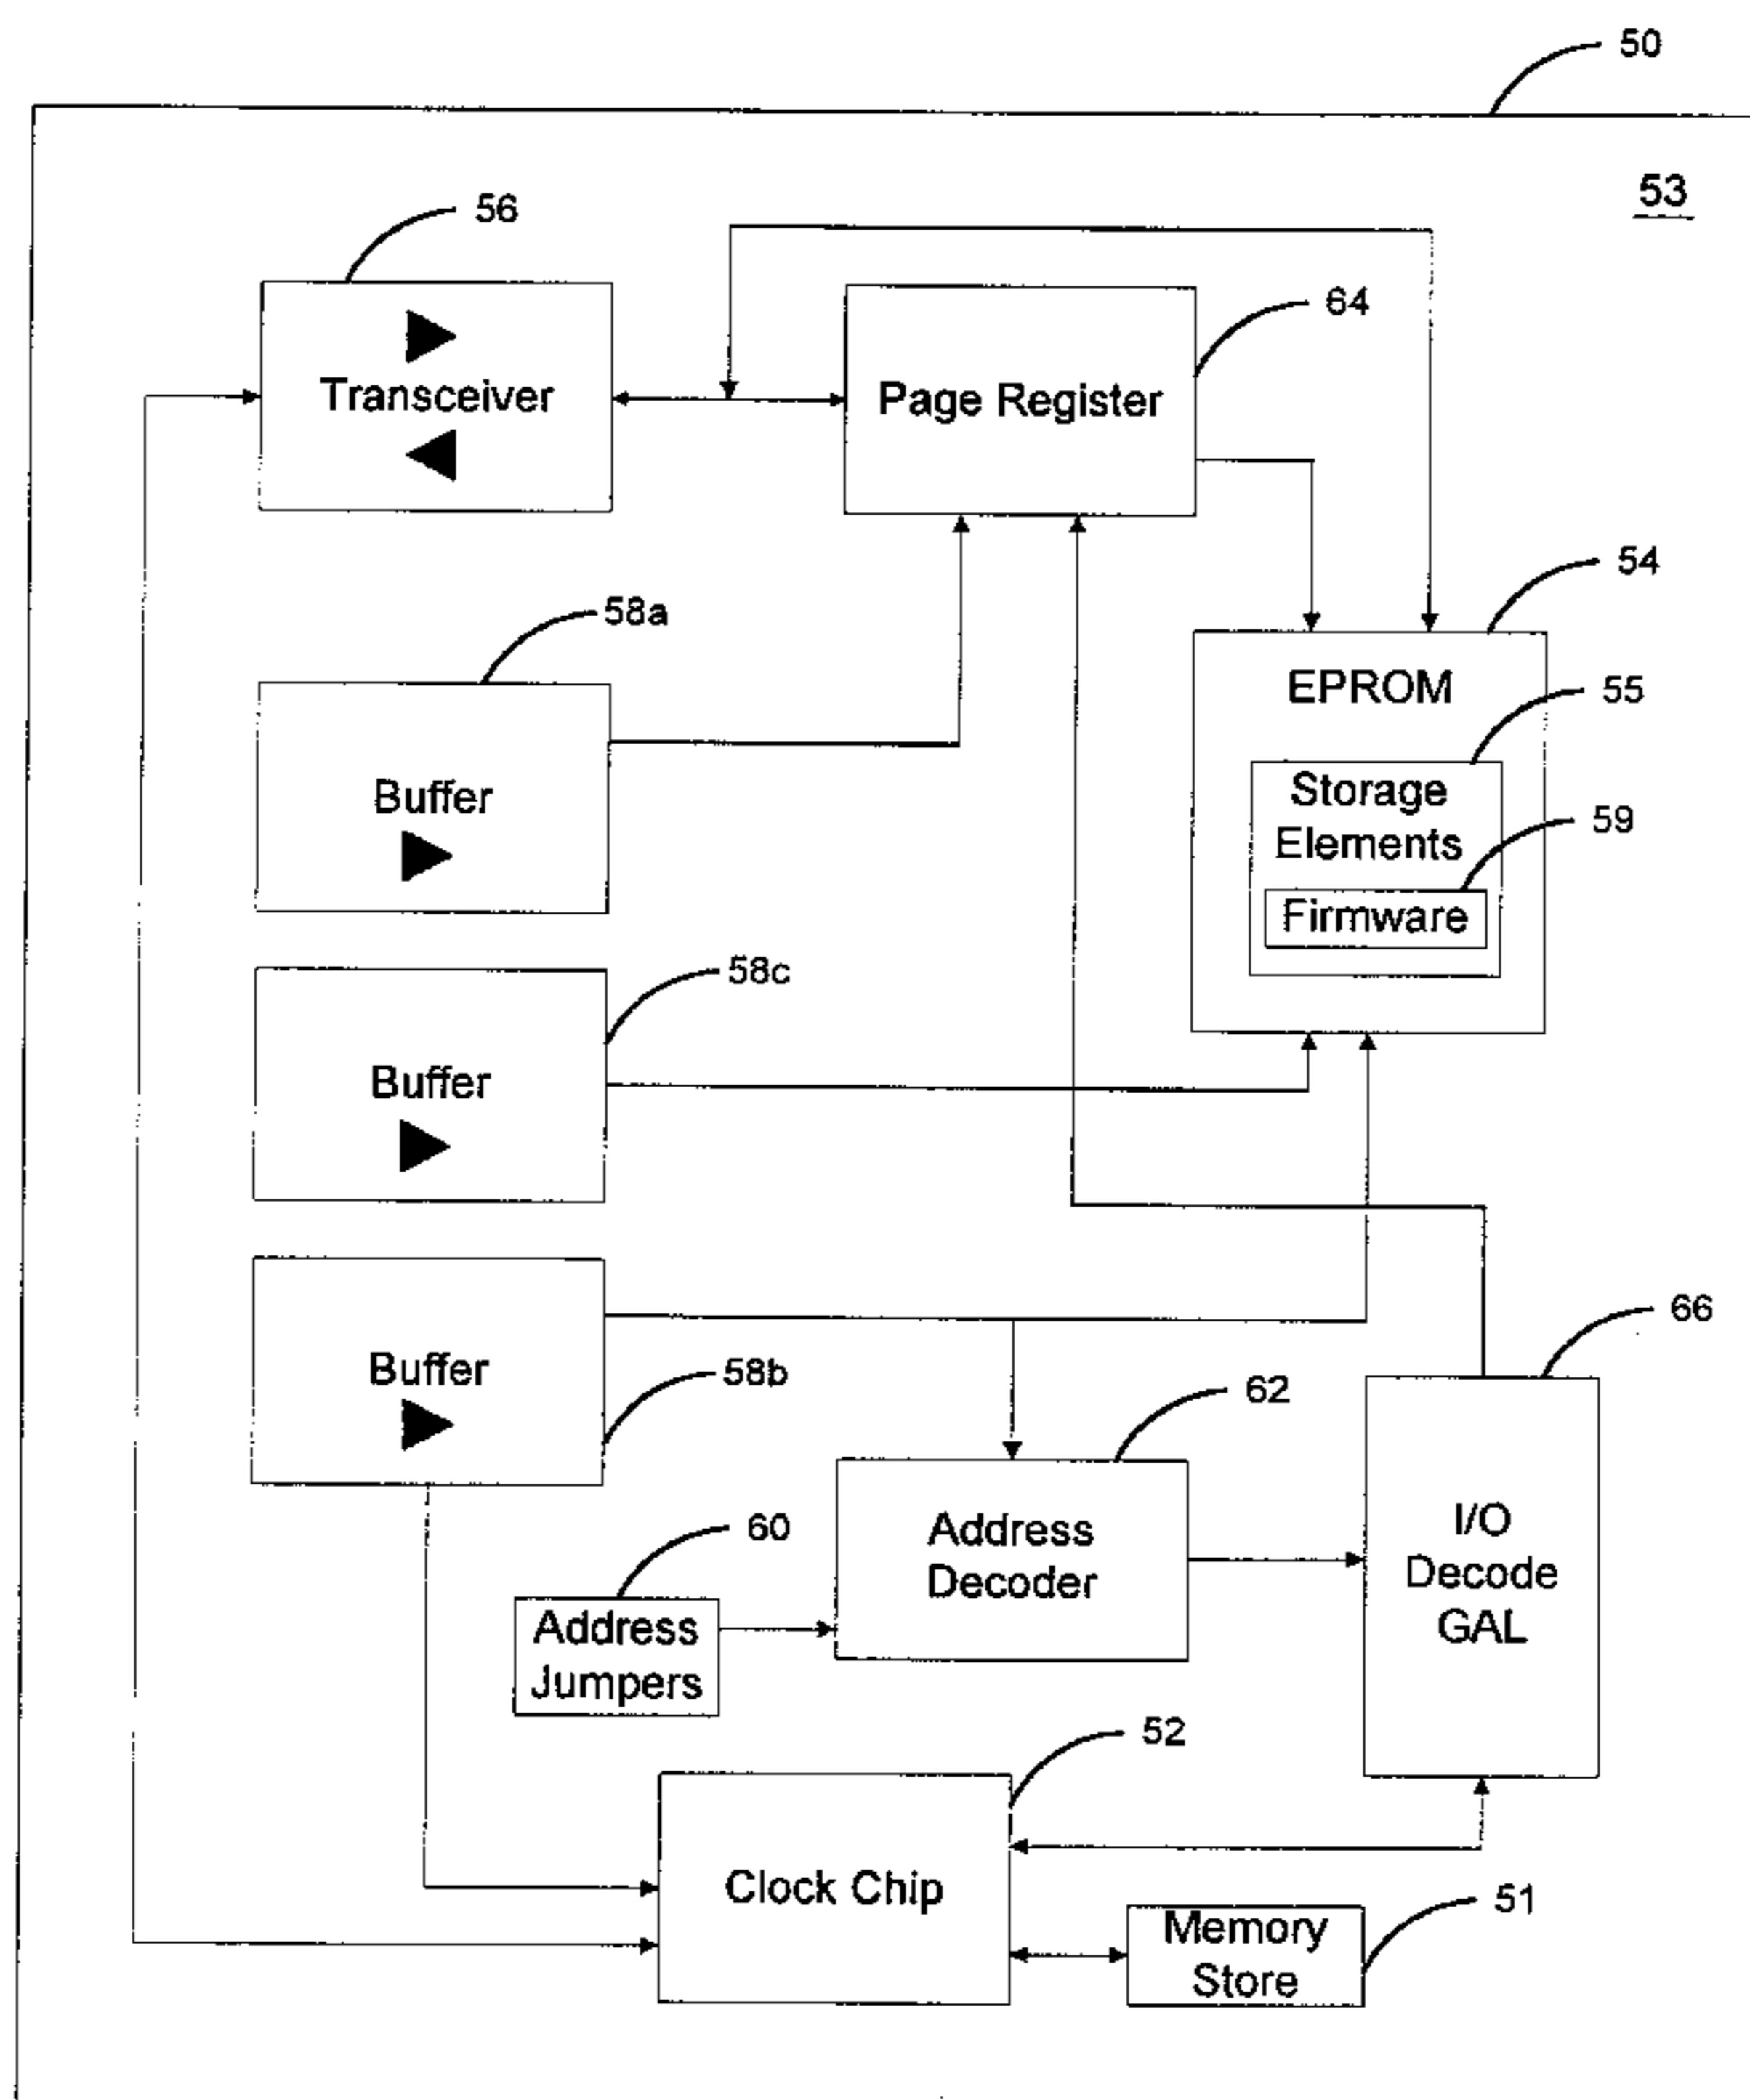 50
53
56
64
Transceiver
Page Register
54
58a
EPROM
55
Storage
Elements
59
Firmware
Buffer
58c
Buffer
66
Buffer
58b
62
60
Address
Decoder
I/O
Decode
GAL
Address
Jumpers
52
Clock Chip
51
Memory
Store